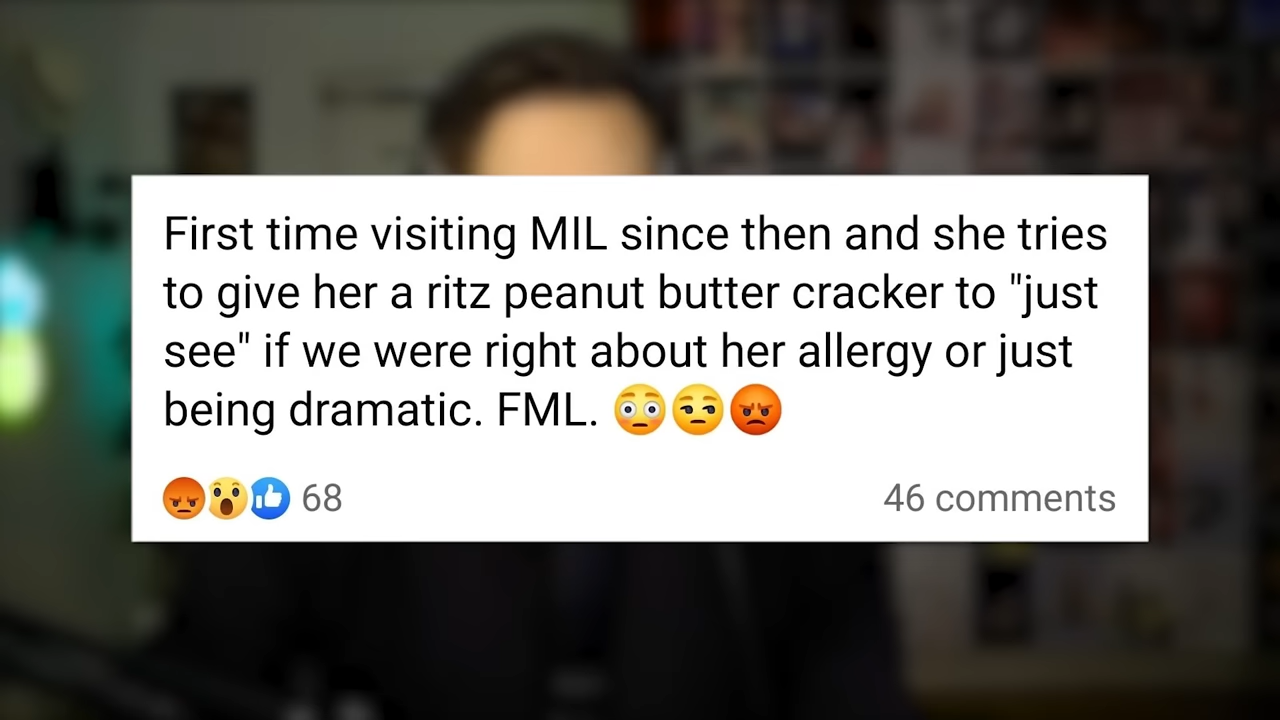 First time visiting MIL since then and she tries
to give her a ritz peanut butter cracker to "just
see" if we were right about her allergy or just
being dramatic. FML. 😳😒😡
68
46 comments